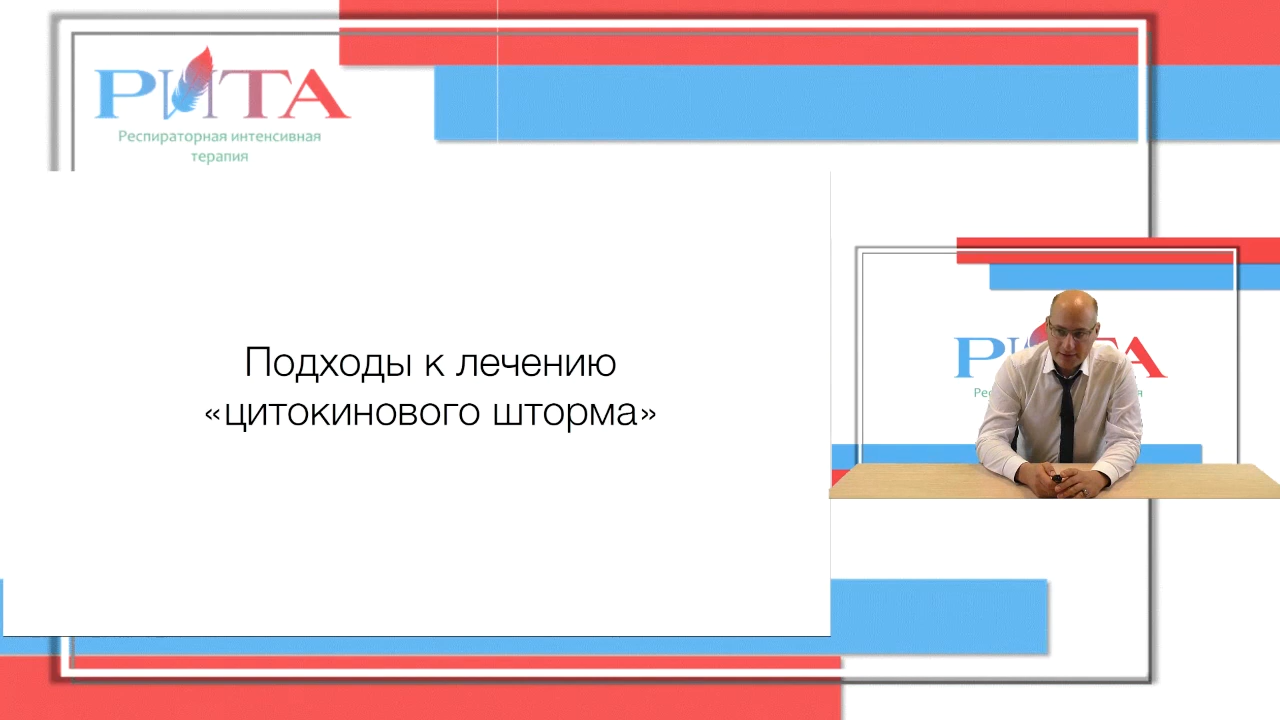 РИТА
Респираторная интенсивная
терапия
Подходы к лечению
«цитокинового шторма»